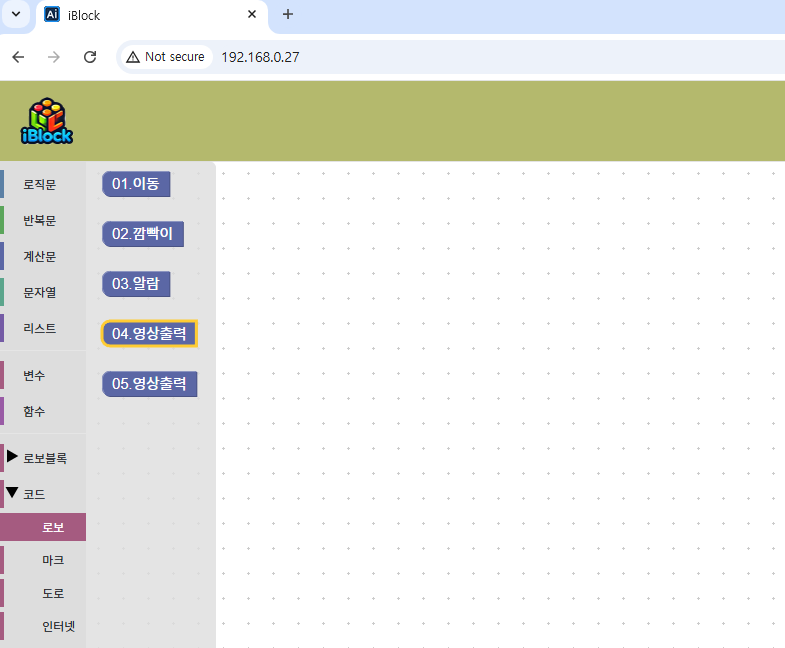 iBlock
Not secure 192.168.0.27
iBlock
로직문
반복문
계산문
문자열
리스트
변수
함수
로보블록
코드
로보
마크
도로
인터넷
01.이동
02.깜빡이
03.알람
04.영상출력
05.영상출력